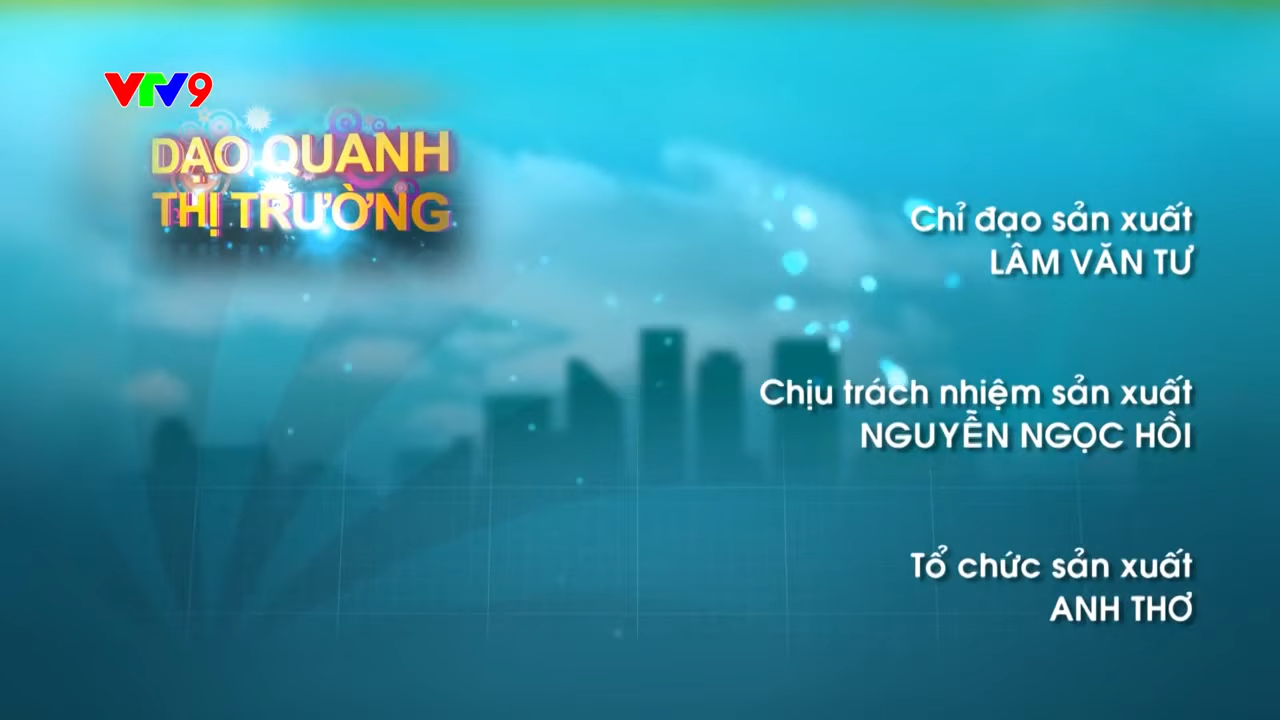 VTV9
DẠO QUANH
THỊ TRƯỜNG
Chỉ đạo sản xuất
LÂM VĂN TƯ
Chịu trách nhiệm sản xuất
NGUYỄN NGỌC HỒI
Tổ chức sản xuất
ANH THƠ